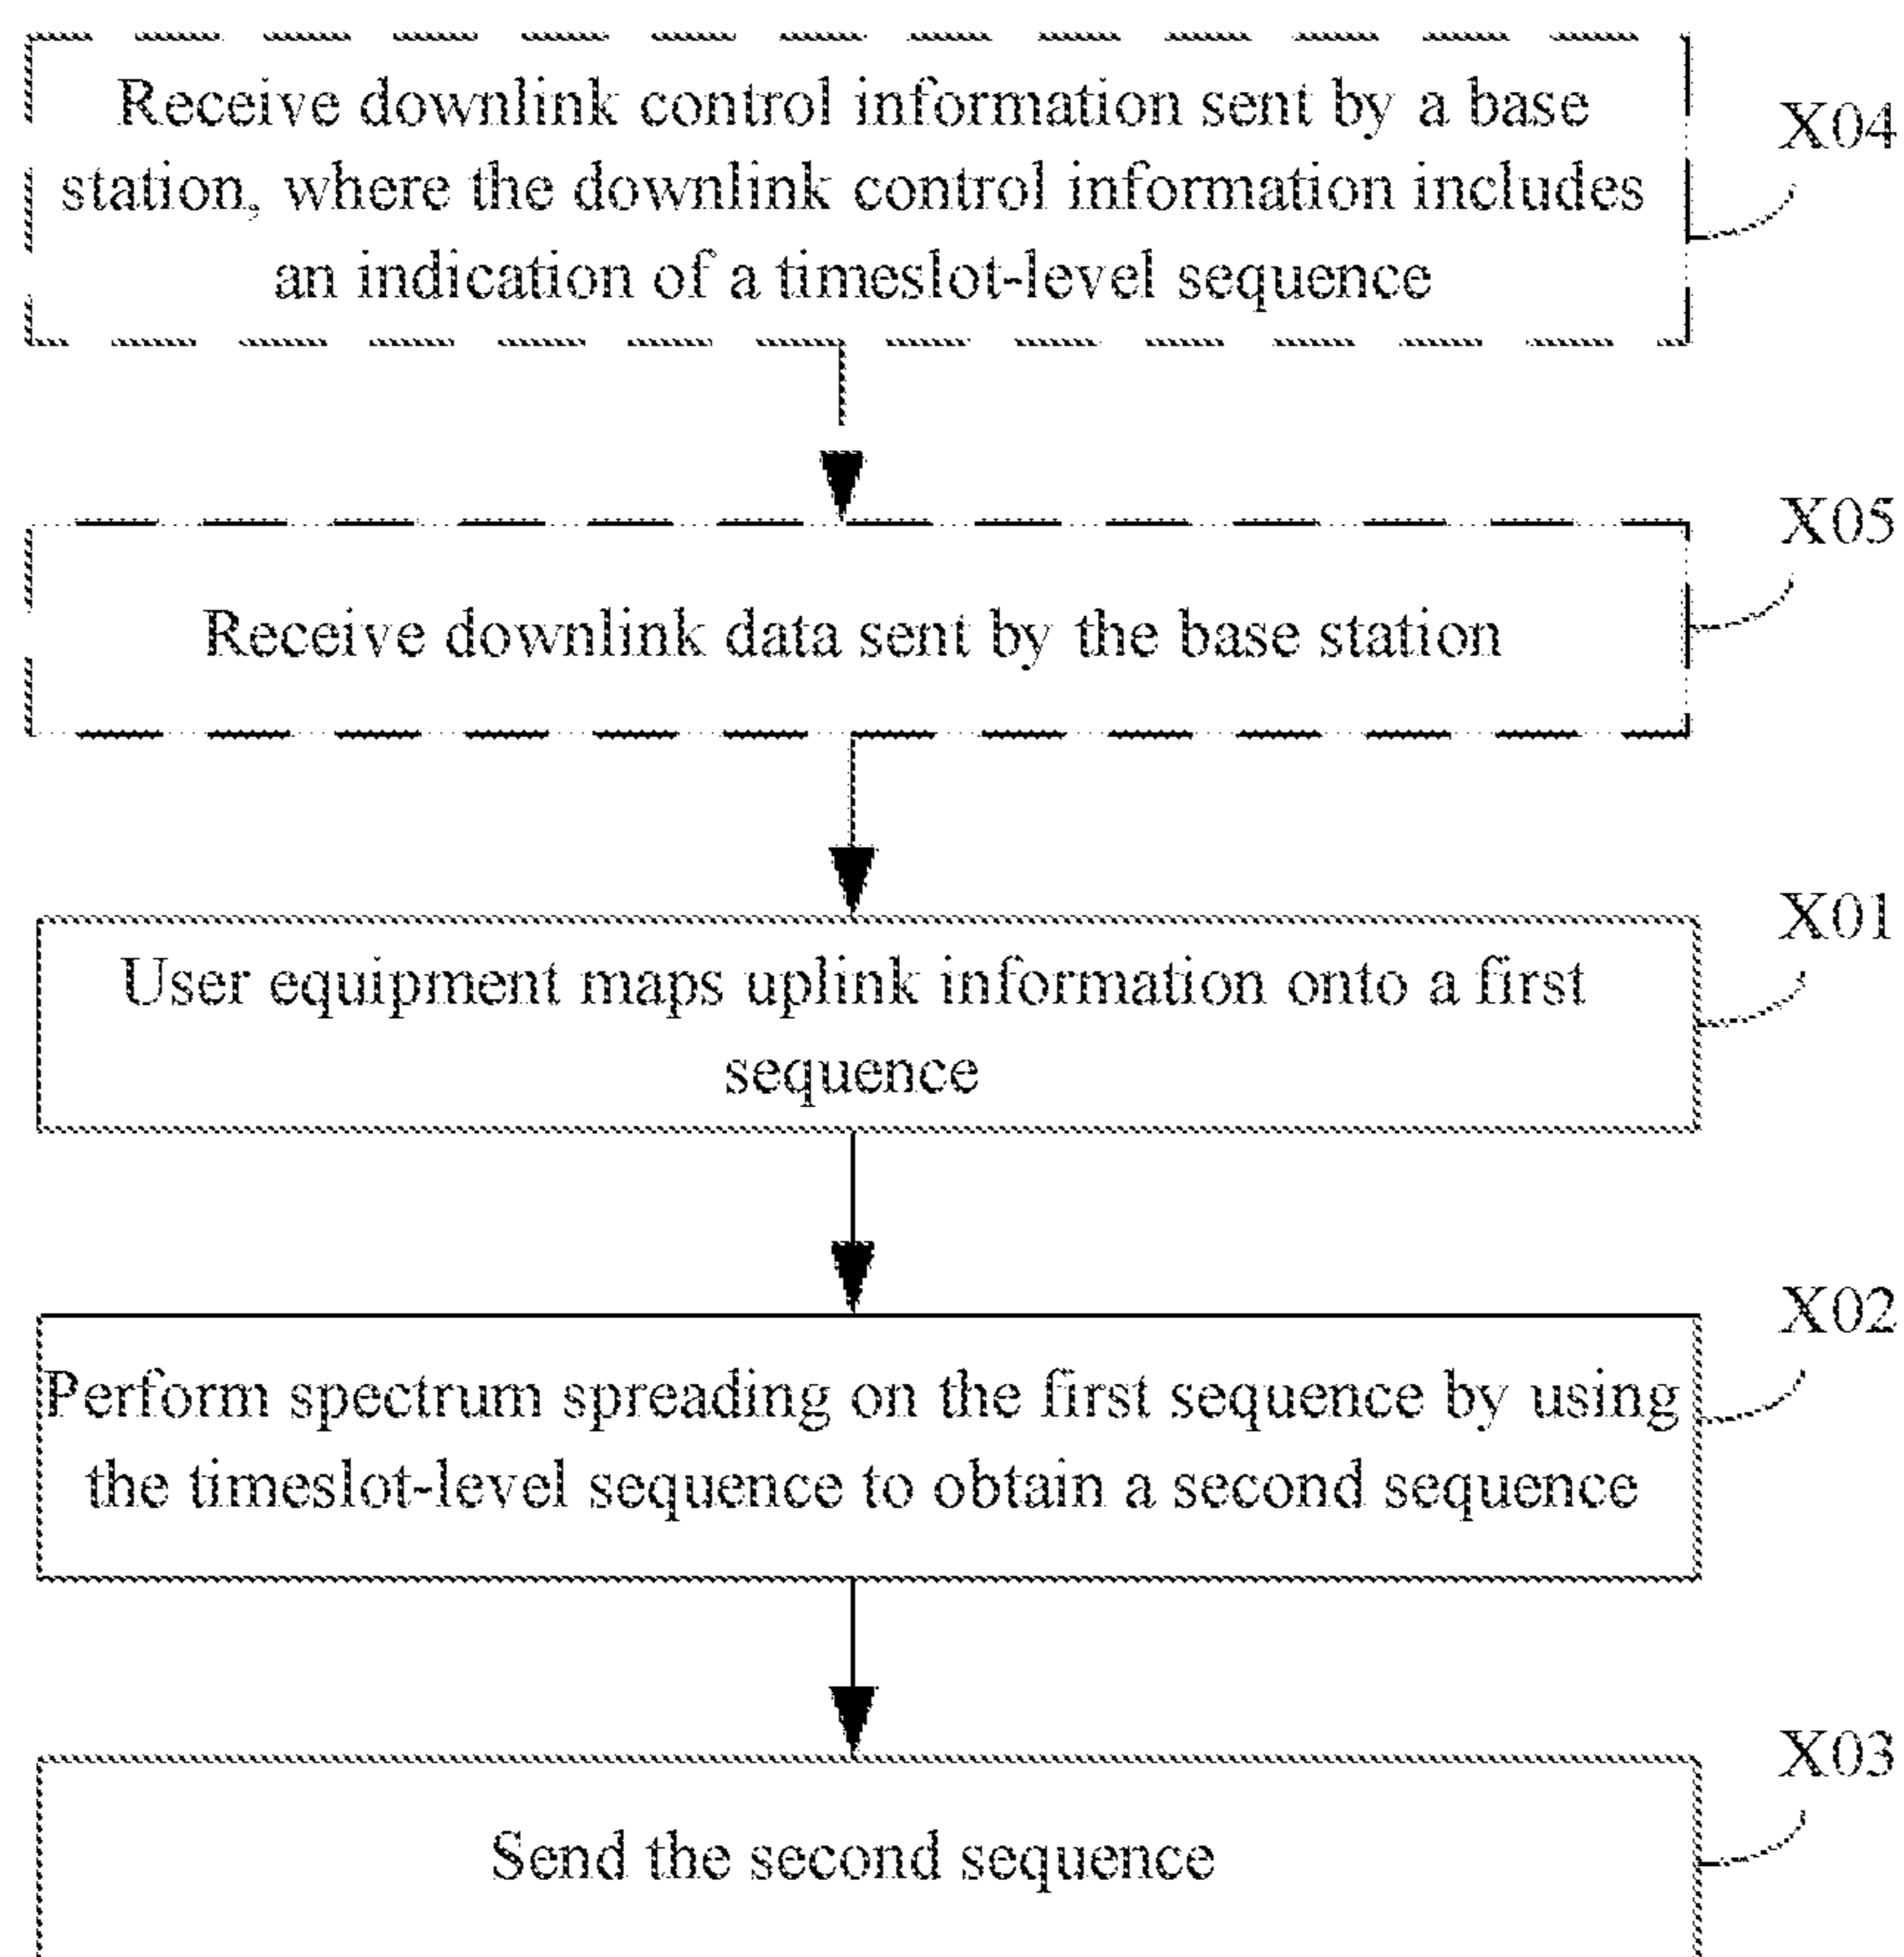 Receive downlink control information sent by a base
station, where the downlink control information includes
an indication of a timeslot-level sequence
X04
X05
Receive downlink data sent by the base station
X01
User equipment maps uplink information onto a first
sequence
X02
Perform spectrum spreading on the first sequence by using
the timeslot-level sequence to obtain a second sequence
X03
Send the second sequence